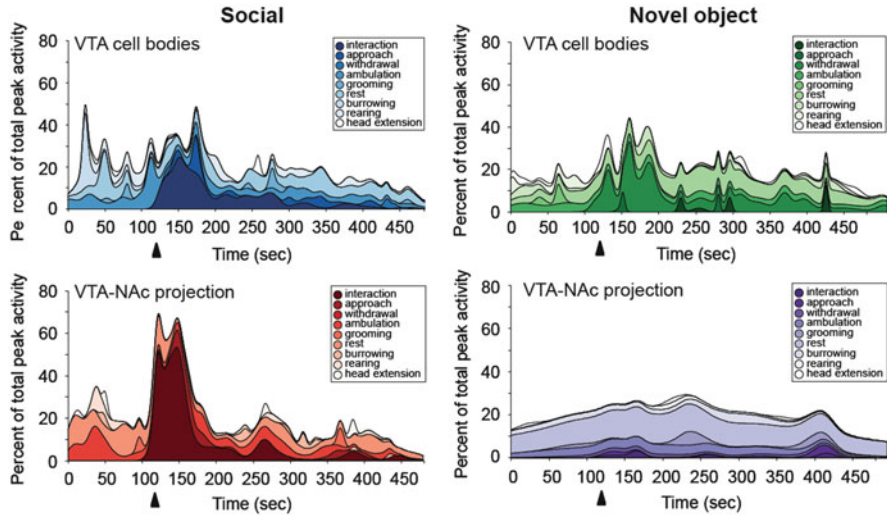 Social
Novel object
VTA cell bodies
Pe rcent of total peak activity
80
60
40
20
0
interaction
approach
withdrawal
ambulation
grooming
rest
burrowing
rearing
head extension
0 50 100 150 200 250 300 350 400 450
Time (sec)
VTA cell bodies
Percent of total peak activity
80
60
40
20
0
interaction
approach
withdrawal
ambulation
grooming
rest
burrowing
rearing
head extension
0 50 100 150 200 250 300 350 400 450
Time (sec)
VTA-NAc projection
Percent of total peak activity
80
60
40
20
0
interaction
approach
withdrawal
ambulation
grooming
rest
burrowing
rearing
head extension
0 50 100 150 200 250 300 350 400 450
Time (sec)
VTA-NAc projection
Percent of total peak activity
80
60
40
20
0
interaction
approach
withdrawal
ambulation
grooming
rest
burrowing
rearing
head extension
0 50 100 150 200 250 300 350 400 450
Time (sec)